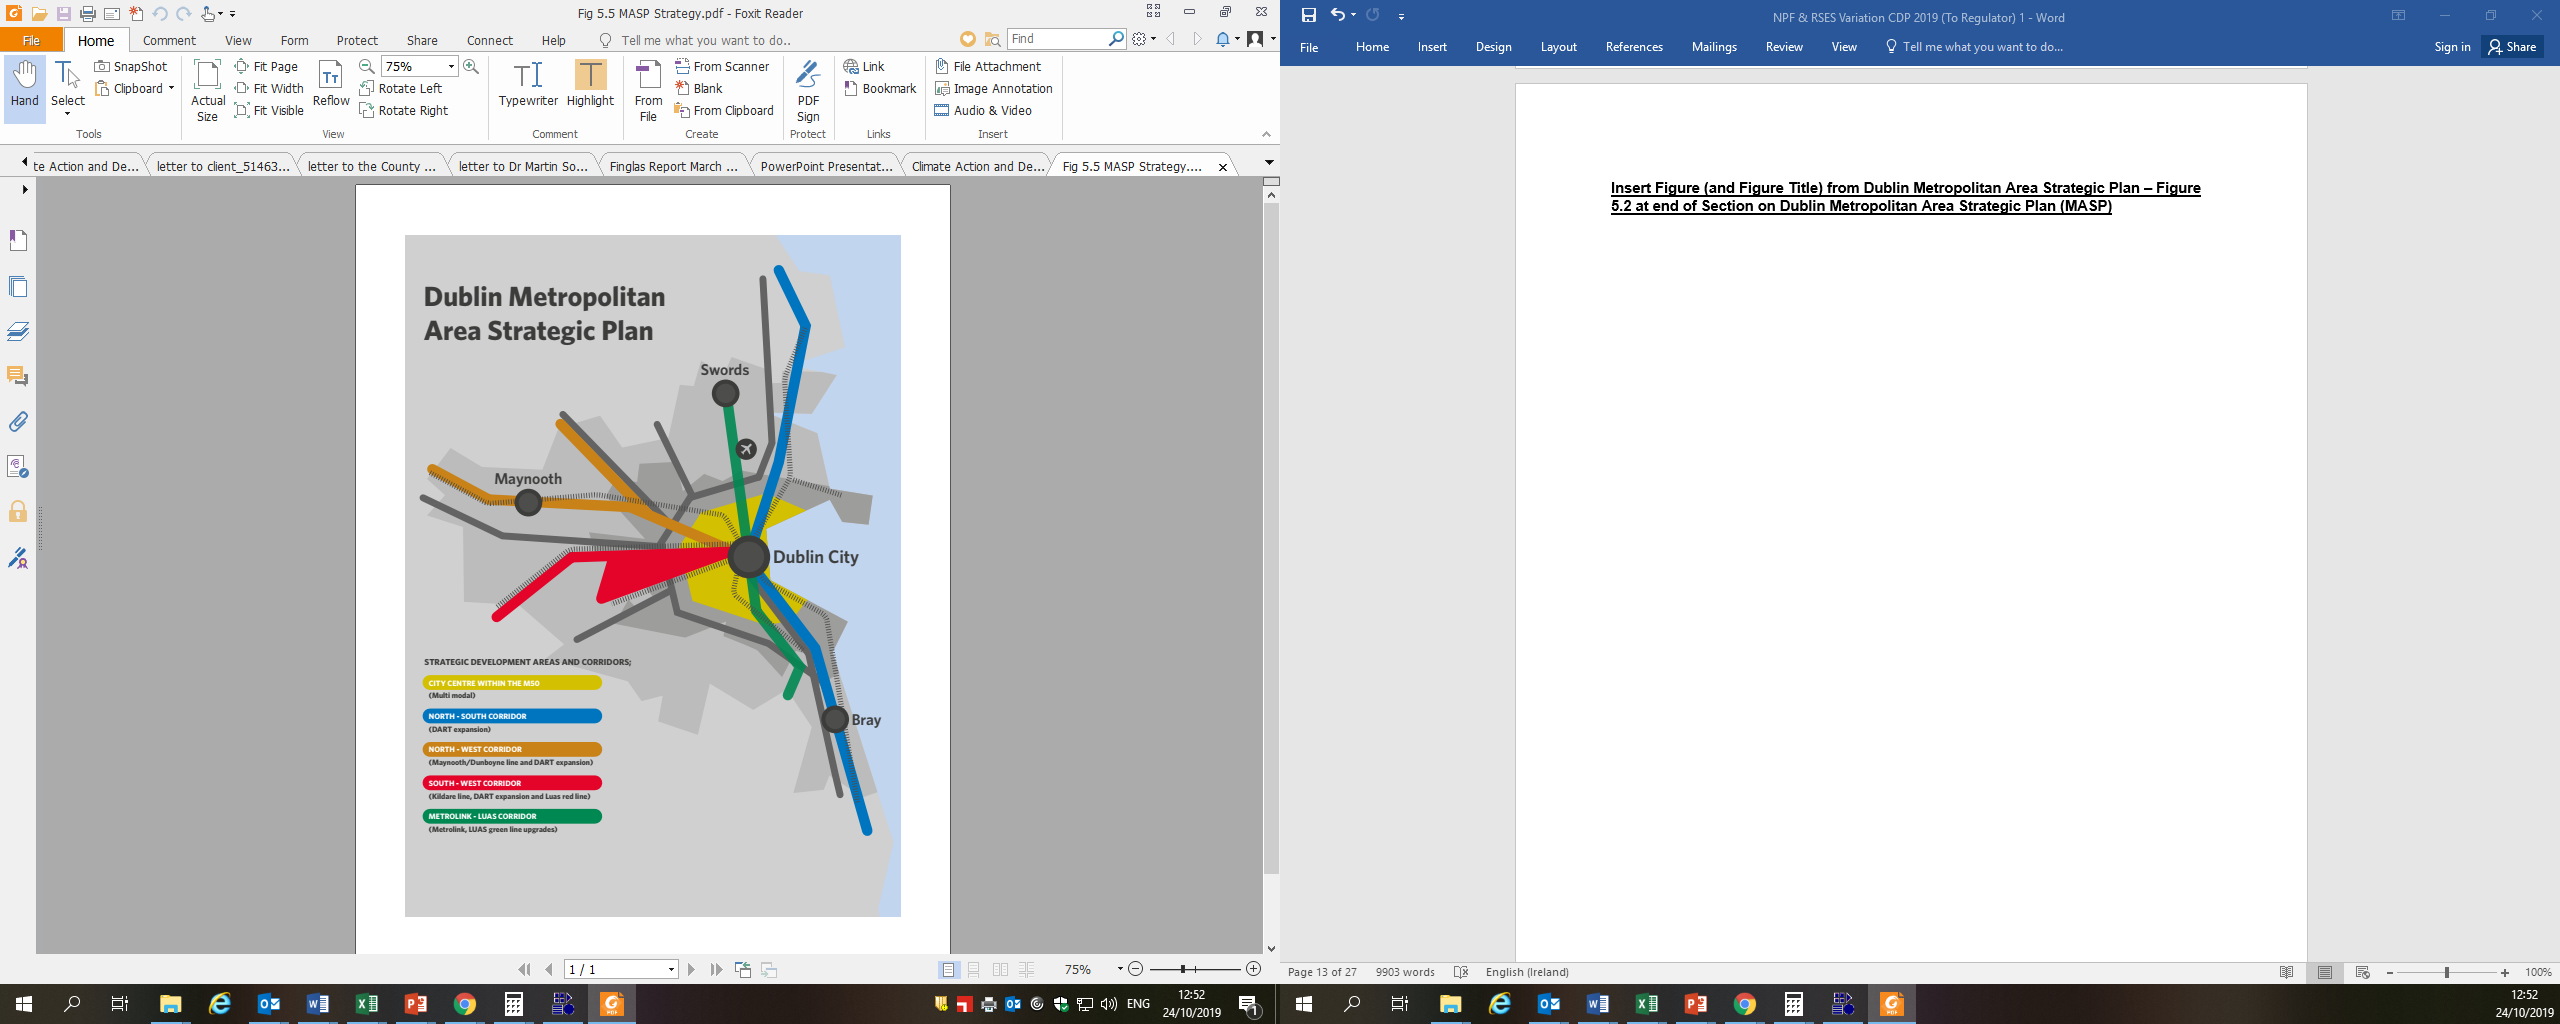 Fig 5.5 MASP Strategy.pdf - Foxit Reader
File Home Comment View Form Protect Share Connect Help Tell me what you want to do.. Find
Hand
Select
SnapShot
Clipboard
Tools
Actual Size
Fit Page
Fit Width
Fit Visible
Reflow
75%
Rotate Left
Rotate Right
View
Typewriter
Highlight
Comment
From File
From Scanner
Blank
From Clipboard
Create
PDF Sign
Protect
Link
Bookmark
Links
File Attachment
Image Annotation
Audio & Video
Insert
te Action and De... letter to client_51463... letter to the County ... letter to Dr Martin So... Finglas Report March ... PowerPoint Presentat... Climate Action and De... Fig 5.5 MASP Strategy....
Dublin Metropolitan
Area Strategic Plan
Swords
Maynooth
Dublin City
Bray
STRATEGIC DEVELOPMENT AREAS AND CORRIDORS;
CITY CENTRE WITHIN THE M50
(Multi modal)
NORTH - SOUTH CORRIDOR
(DART expansion)
NORTH - WEST CORRIDOR
(Maynooth/Dunboyne line and DART expansion)
SOUTH - WEST CORRIDOR
(Kildare line, DART expansion and Luas red line)
METROLINK - LUAS CORRIDOR
(Metrolink, LUAS green line upgrades)
1 / 1
75%
ENG
12:52
24/10/2019
1
NPF & RSES Variation CDP 2019 (To Regulator) 1 - Word
File Home Insert Design Layout References Mailings Review View Tell me what you want to do... Sign in Share
Insert Figure (and Figure Title) from Dublin Metropolitan Area Strategic Plan – Figure
5.2 at end of Section on Dublin Metropolitan Area Strategic Plan (MASP)
Page 13 of 27 9903 words English (Ireland) 100%
12:52
24/10/2019